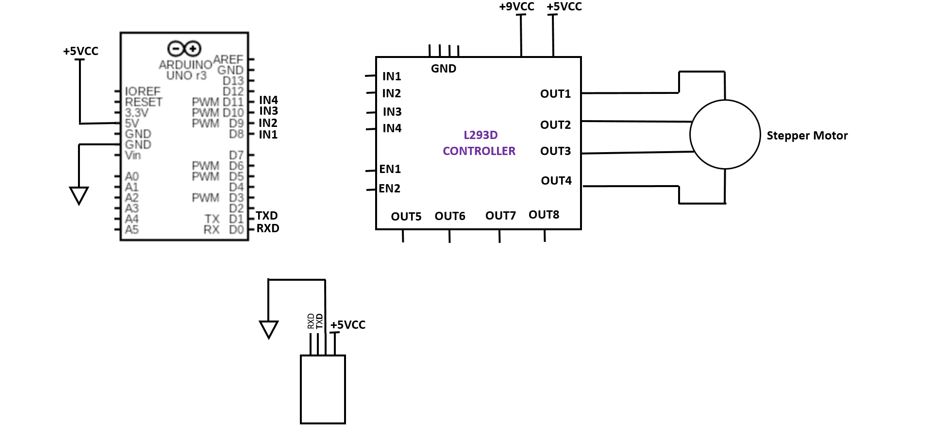 +9VCC +5VCC
+5VCC
ARDUINO
UNO r3
AREF
GND
D13
D12
IOREF
RESET PWM D11 IN4
3.3V PWM D10 IN3
5V PWM D9 IN2
GND D8 IN1
GND
Vin D7
PWM D6
A0 PWM D5
A1 D4
A2 PWM D3
A3 D2
A4 TX D1 TXD
A5 RX D0 RXD
GND
IN1
IN2
IN3
IN4
EN1
EN2
L293D
CONTROLLER
OUT1
OUT2
OUT3
OUT4
OUT5 OUT6 OUT7 OUT8
Stepper Motor
RXD
TXD
+5VCC